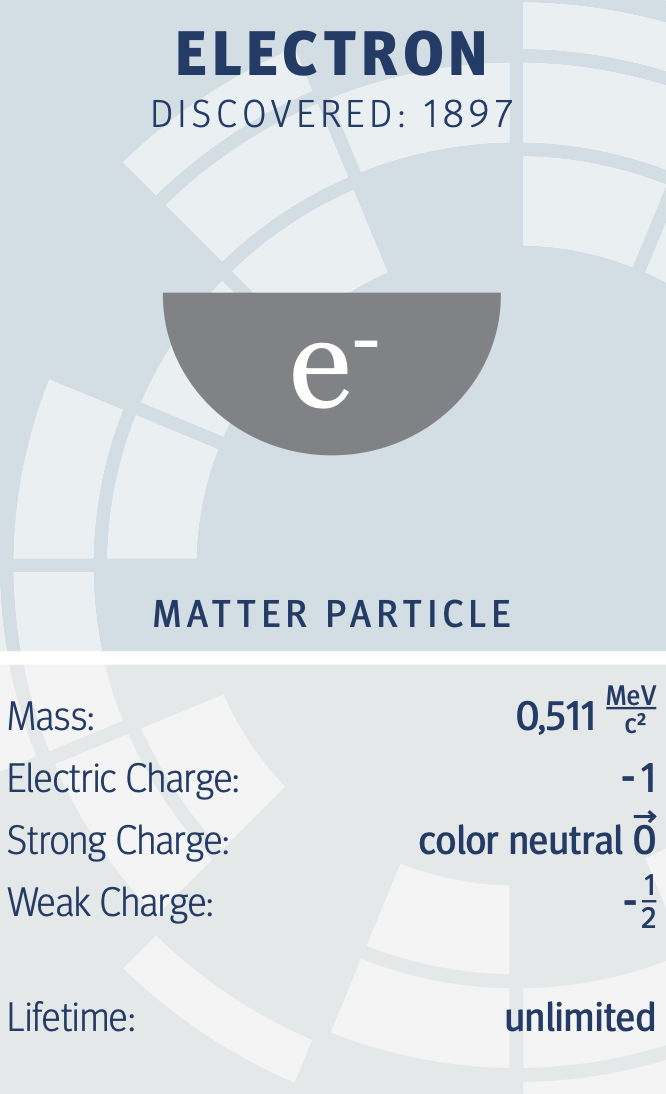 ELECTRON
DISCOVERED: 1897
e⁻
MATTER PARTICLE
Mass: 0,511 MeV/c²
Electric Charge: -1
Strong Charge: color neutral 0⃗
Weak Charge: -1/2
Lifetime: unlimited